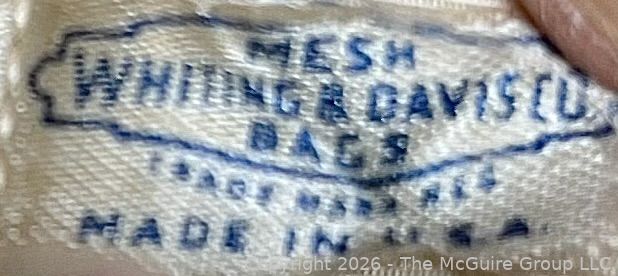 MESH
WHITING & DAVIS CO
BAGS
TRADE MARK REG
MADE IN U.S.A.
Copyright 2026 - The McGuire Group LLC